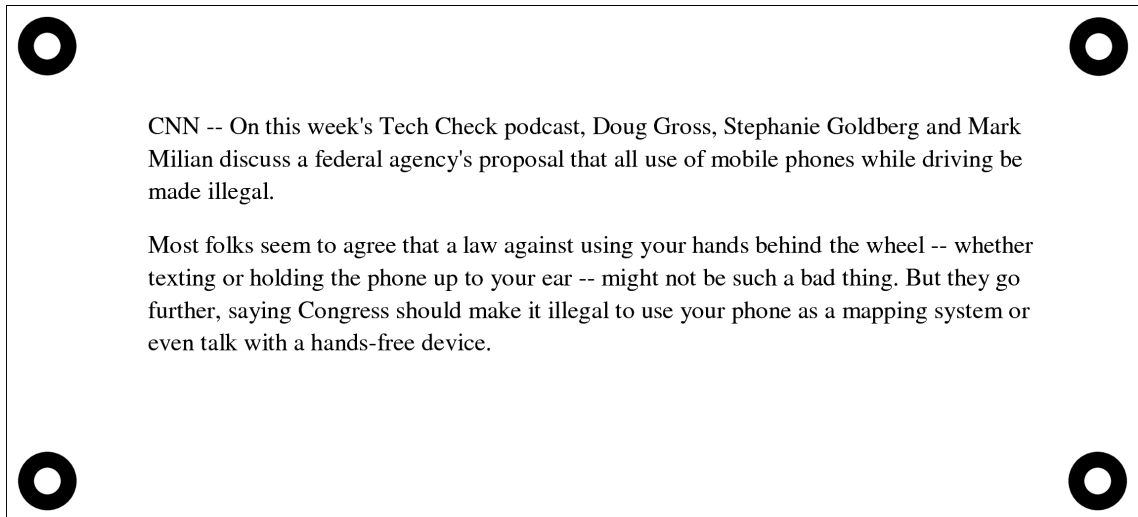 CNN -- On this week's Tech Check podcast, Doug Gross, Stephanie Goldberg and Mark
Milian discuss a federal agency's proposal that all use of mobile phones while driving be
made illegal.
Most folks seem to agree that a law against using your hands behind the wheel -- whether
texting or holding the phone up to your ear -- might not be such a bad thing. But they go
further, saying Congress should make it illegal to use your phone as a mapping system or
even talk with a hands-free device.